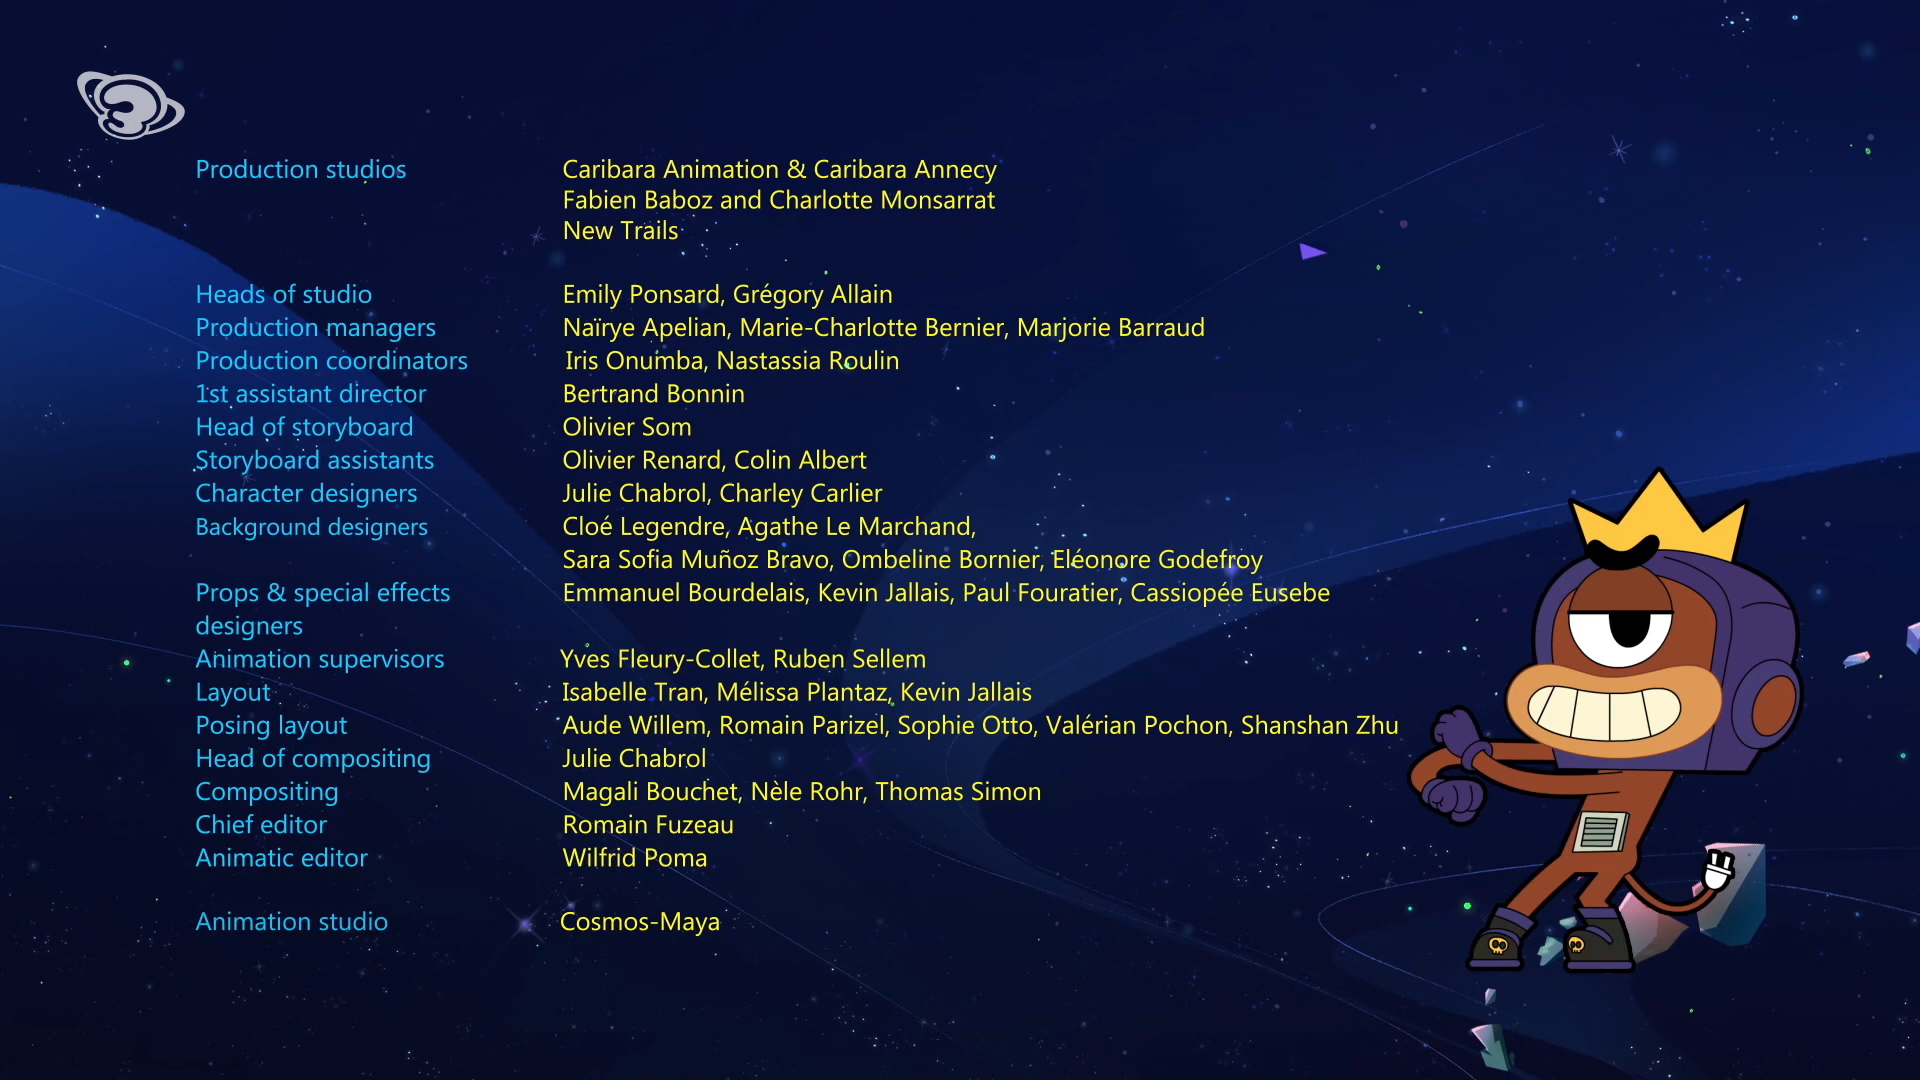 3
Production studios Caribara Animation & Caribara Annecy
Fabien Baboz and Charlotte Monsarrat
New Trails
Heads of studio Emily Ponsard, Grégory Allain
Production managers Naïrye Apelian, Marie-Charlotte Bernier, Marjorie Barraud
Production coordinators Iris Onumba, Nastassia Roulin
1st assistant director Bertrand Bonnin
Head of storyboard Olivier Som
Storyboard assistants Olivier Renard, Colin Albert
Character designers Julie Chabrol, Charley Carlier
Background designers Cloé Legendre, Agathe Le Marchand,
Sara Sofia Muñoz Bravo, Ombeline Bornier, Eléonore Godefroy
Props & special effects Emmanuel Bourdelais, Kevin Jallais, Paul Fouratier, Cassiopée Eusebe
designers
Animation supervisors Yves Fleury-Collet, Ruben Sellem
Layout Isabelle Tran, Mélissa Plantaz, Kevin Jallais
Posing layout Aude Willem, Romain Parizel, Sophie Otto, Valérian Pochon, Shanshan Zhu
Head of compositing Julie Chabrol
Compositing Magali Bouchet, Nèle Rohr, Thomas Simon
Chief editor Romain Fuzeau
Animatic editor Wilfrid Poma
Animation studio Cosmos-Maya